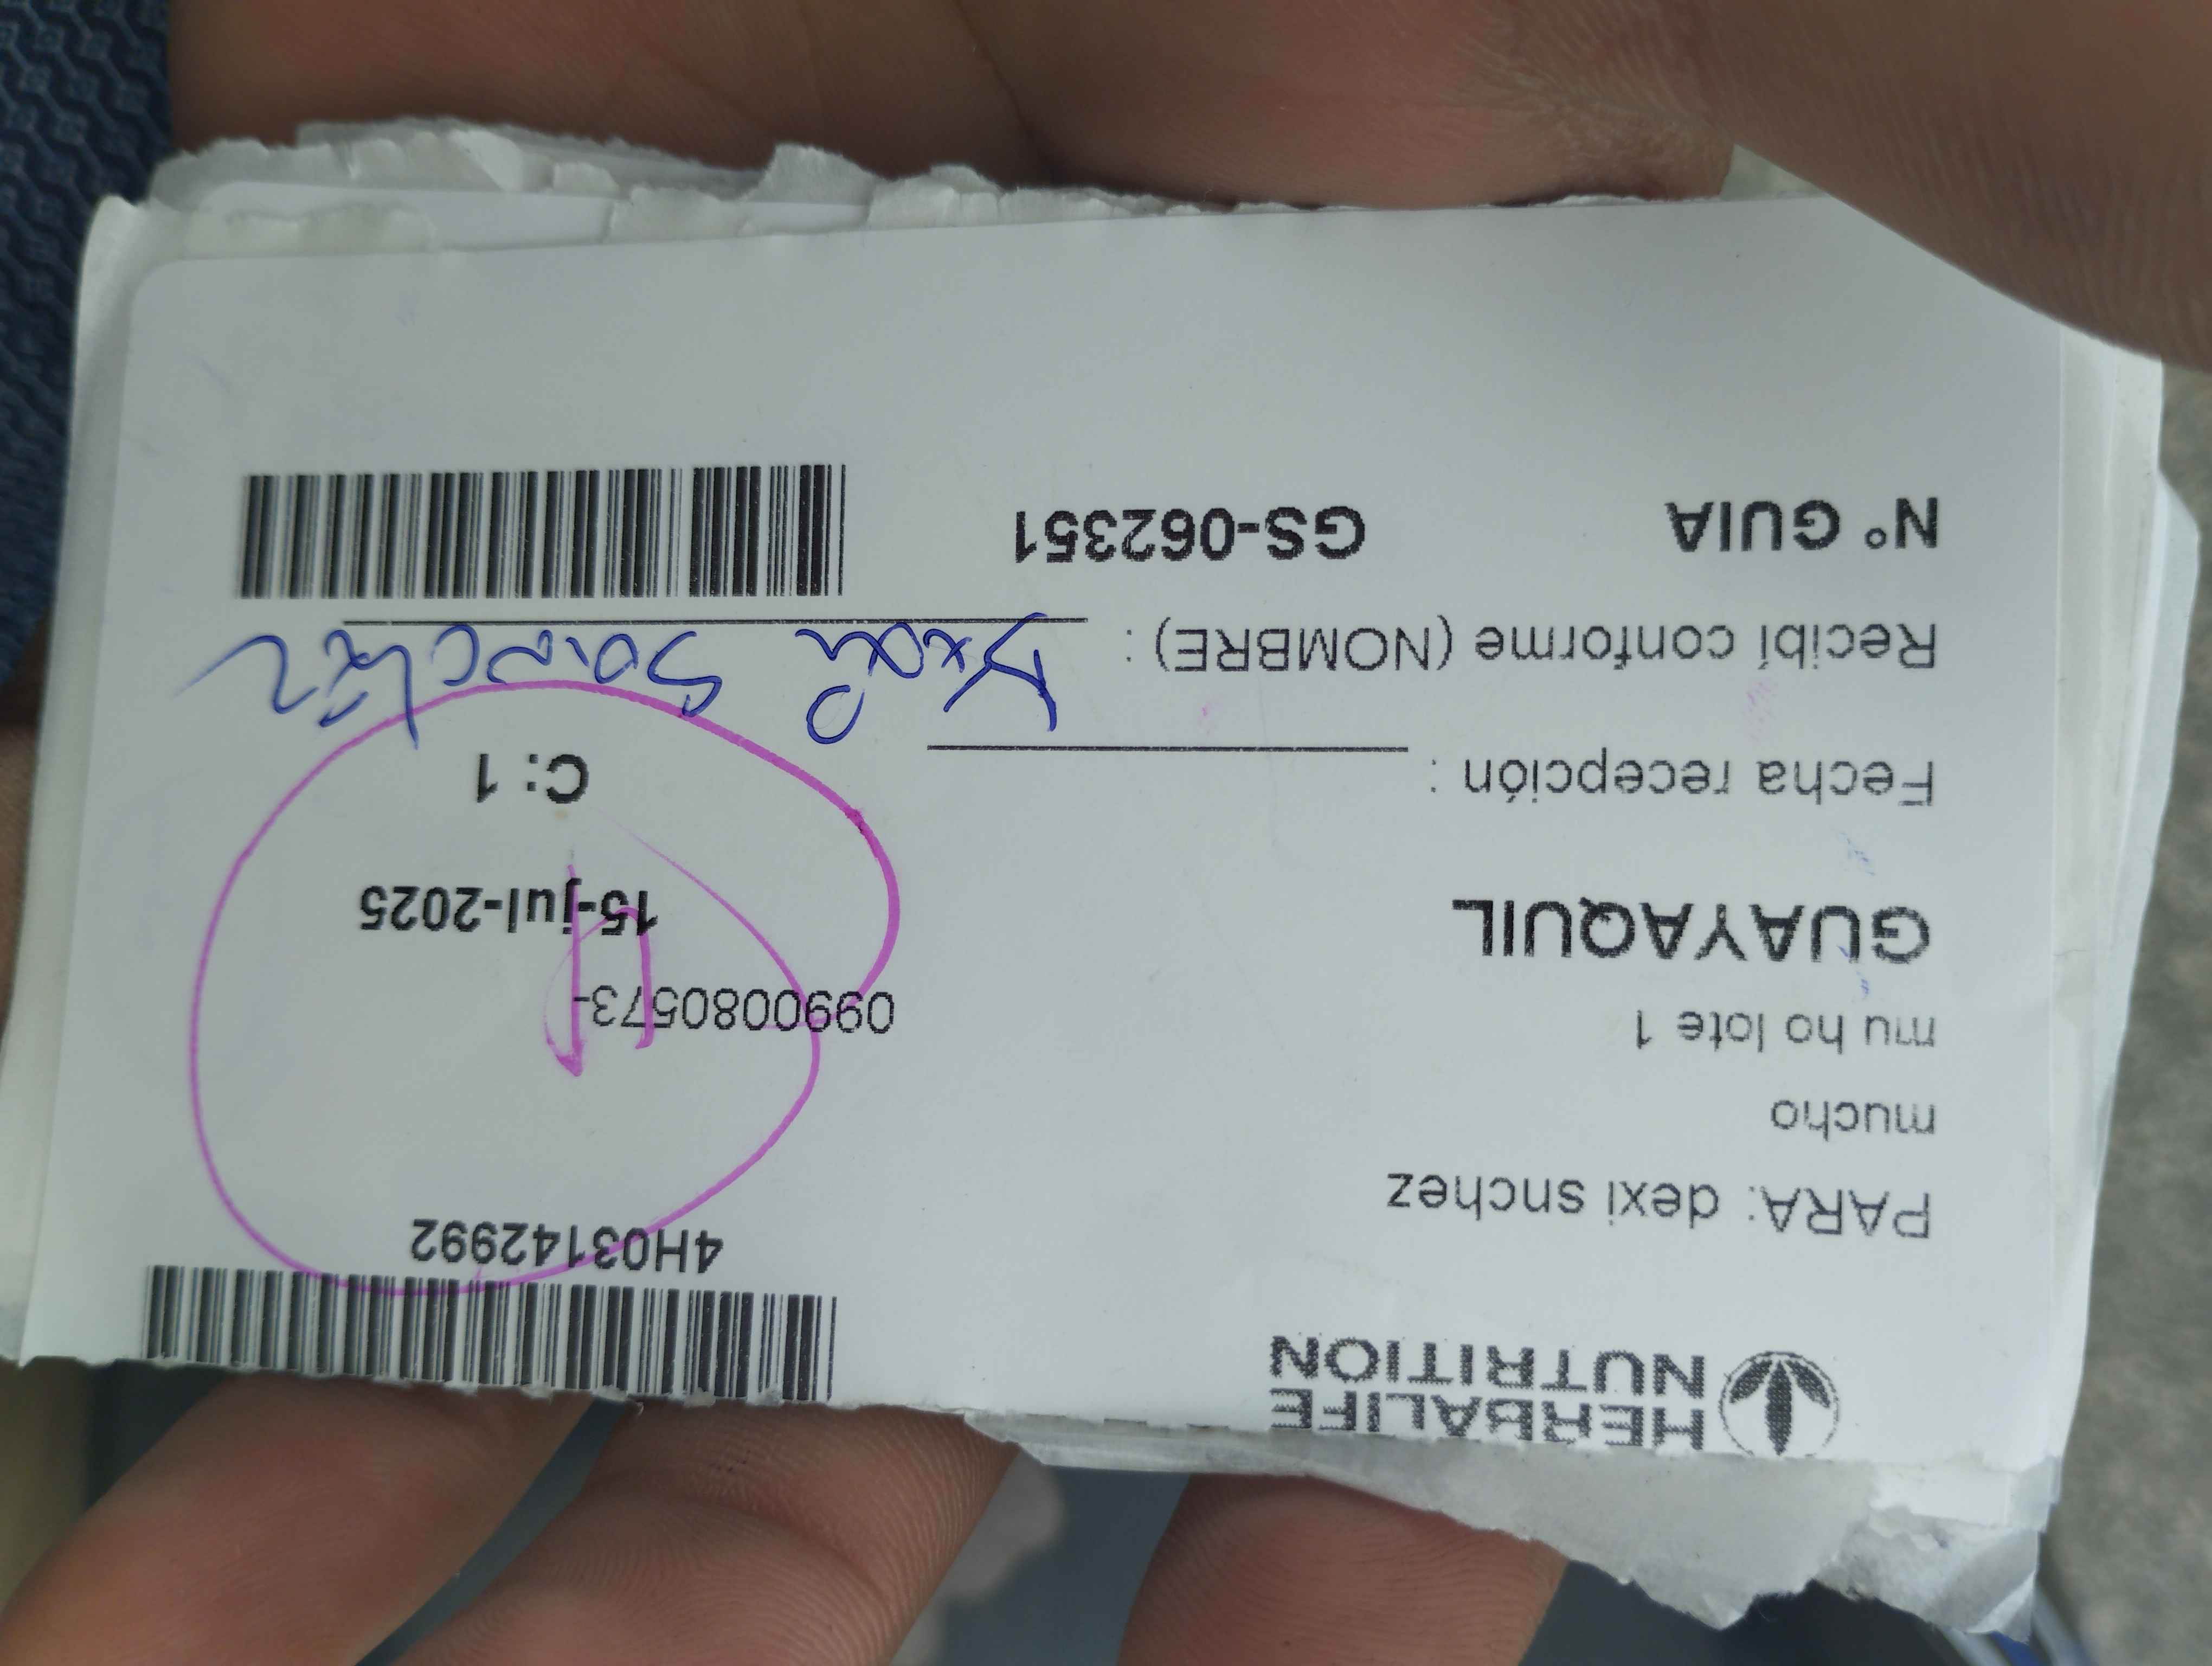 HERBALIFE
NUTRITION
4H03142992
PARA: dexi snchez
mucho
mu ho lote 1
0990080573-
GUAYAQUIL
15-jul-2025
Fecha recepción :
C: 1
Recibí conforme (NOMBRE) : Sanchez
N° GUIA GS-062351